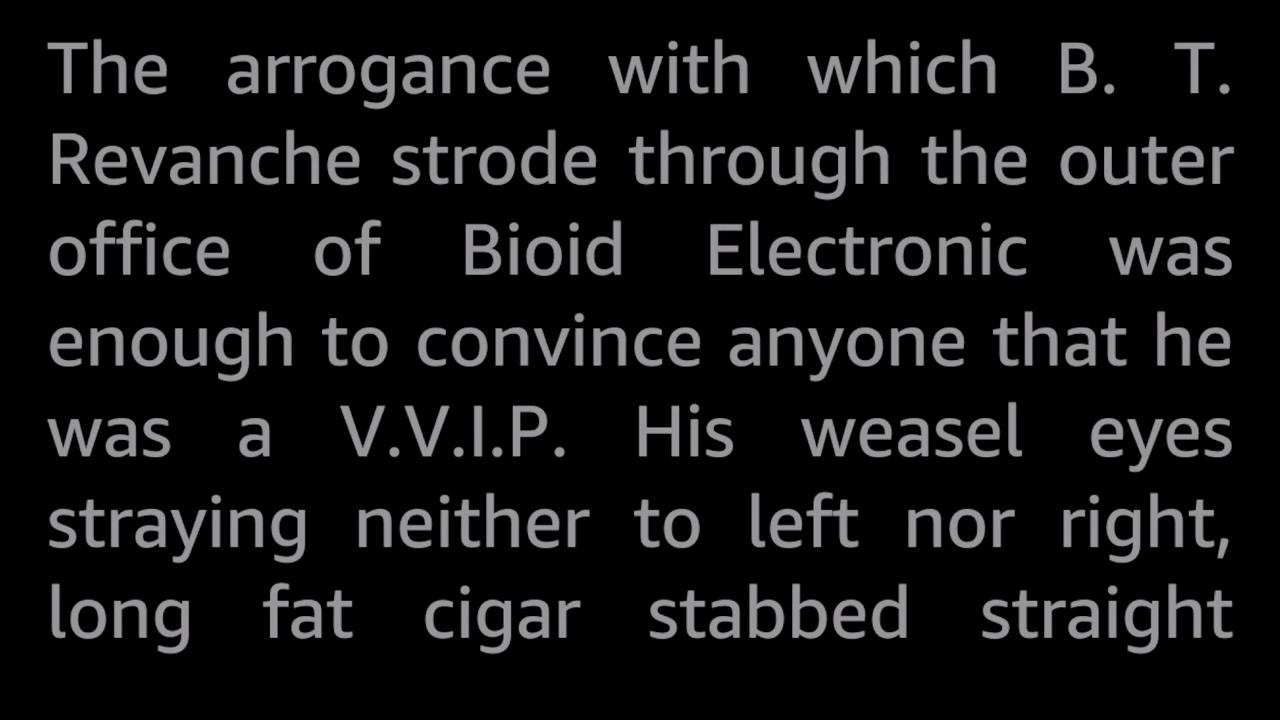 The arrogance with which B. T.
Revanche strode through the outer
office of Bioid Electronic was
enough to convince anyone that he
was a V.V.I.P. His weasel eyes
straying neither to left nor right,
long fat cigar stabbed straight